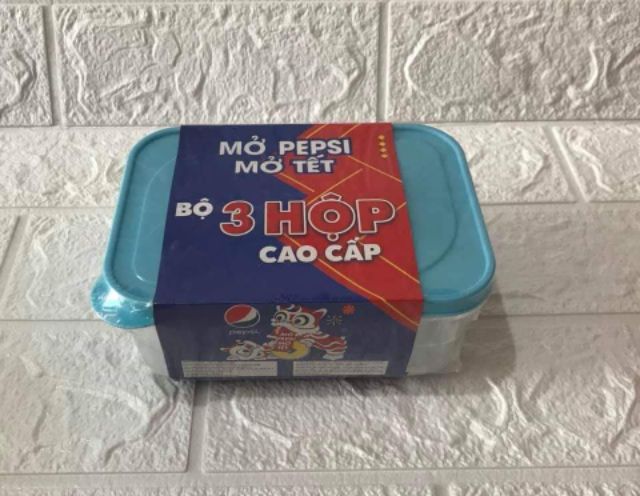 MỞ PEPSI
MỞ TẾT
BỘ 3 HỘP
CAO CẤP
pepsi